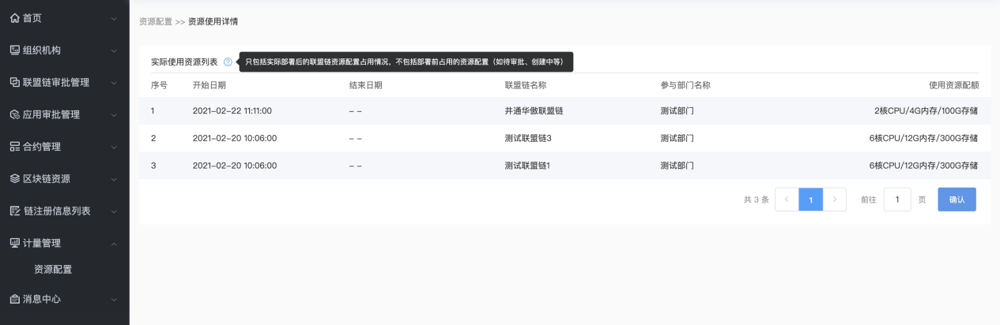 首页
组织机构
联盟链审批管理
应用审批管理
合约管理
区块链资源
链注册信息列表
计量管理
资源配置
消息中心
资源配置 >> 资源使用详情
实际使用资源列表 ? 只包括实际部署后的联盟链资源配置占用情况，不包括部署前占用的资源配置（如待审批、创建中等）
序号 开始日期 结束日期 联盟链名称 参与部门名称 使用资源配额
1 2021-02-22 11:11:00 -- 井通华傲联盟链 测试部门 2核CPU/4G内存/100G存储
2 2021-02-20 10:06:00 -- 测试联盟链3 测试部门 6核CPU/12G内存/300G存储
3 2021-02-20 10:06:00 -- 测试联盟链1 测试部门 6核CPU/12G内存/300G存储
共 3 条 < 1 > 前往 1 页 确认